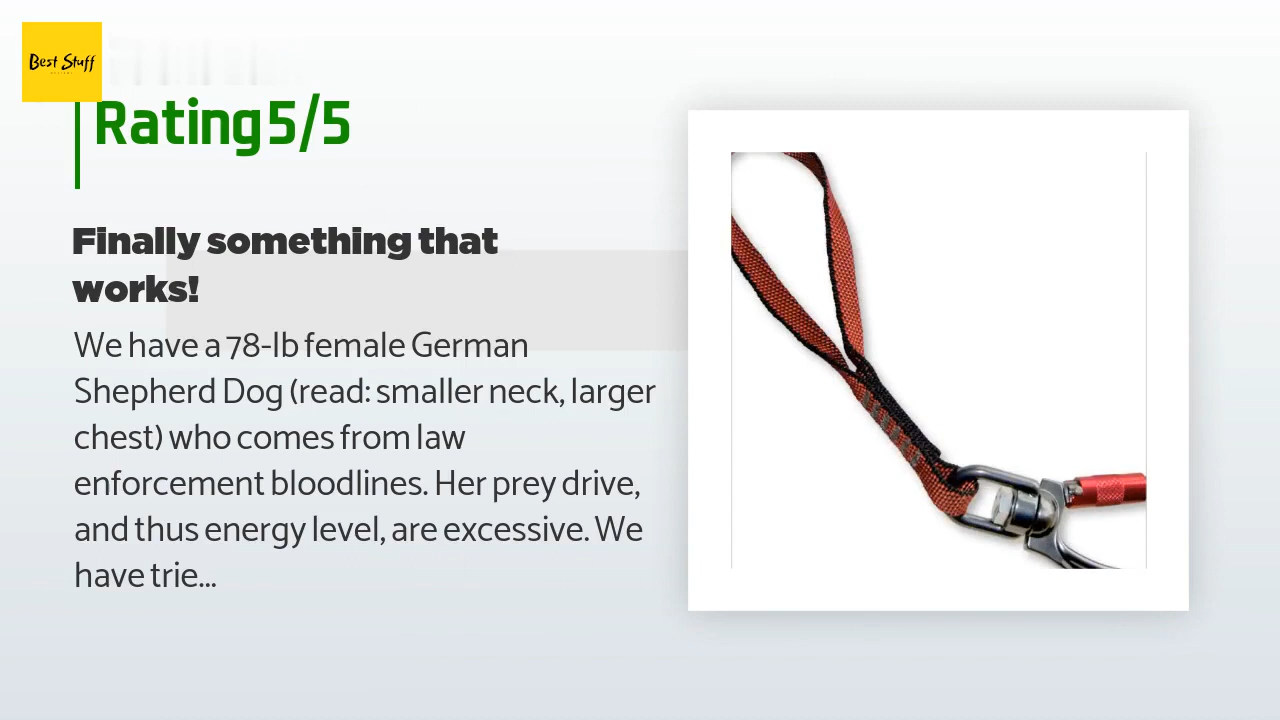 Best Stuff
Rating 5/5
Finally something that
works!
We have a 78-lb female German
Shepherd Dog (read: smaller neck, larger
chest) who comes from law
enforcement bloodlines. Her prey drive,
and thus energy level, are excessive. We
have trie...